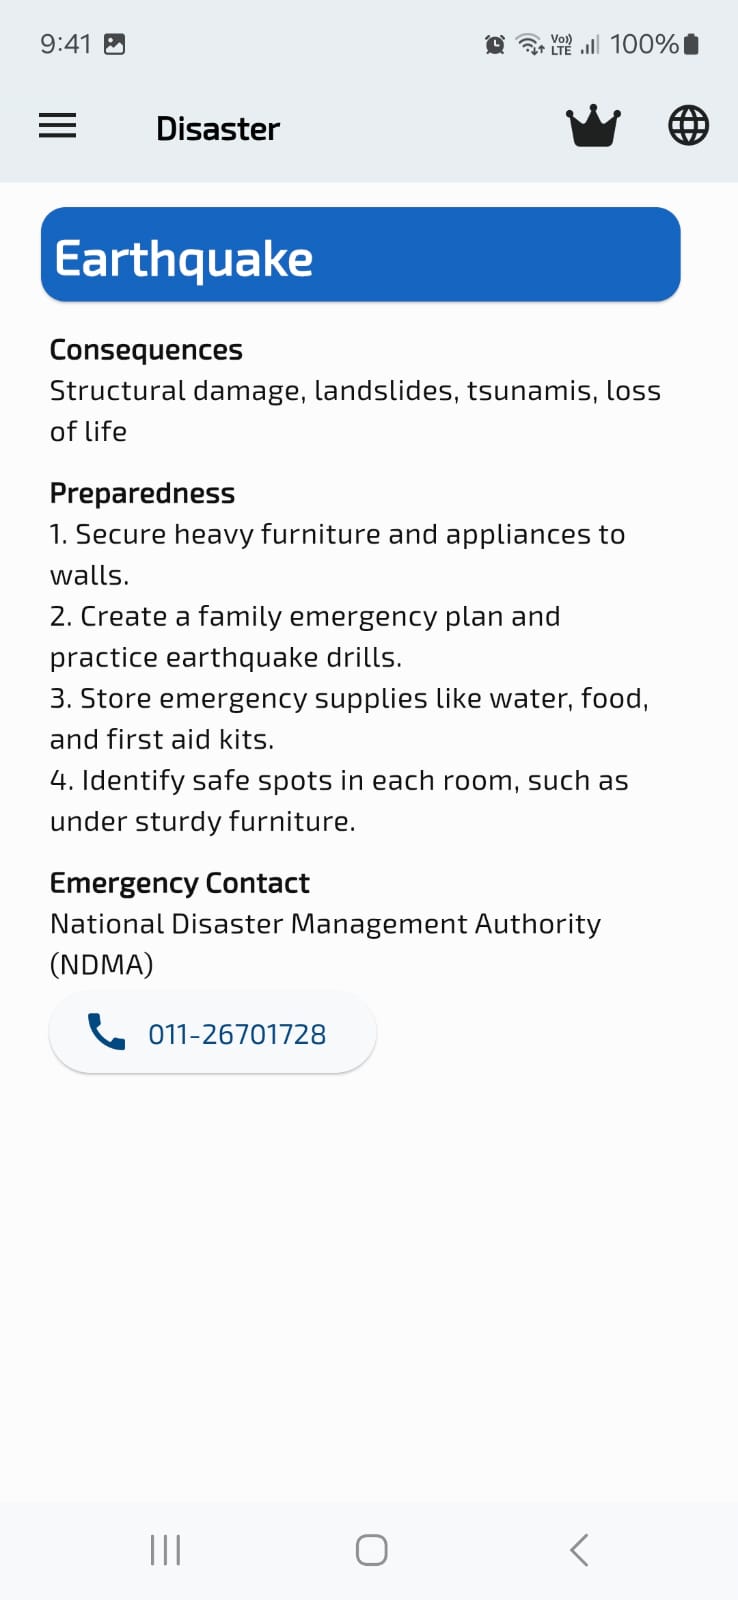 9:41 Vo)) LTE 100%
Disaster
Earthquake
Consequences
Structural damage, landslides, tsunamis, loss
of life
Preparedness
1. Secure heavy furniture and appliances to
walls.
2. Create a family emergency plan and
practice earthquake drills.
3. Store emergency supplies like water, food,
and first aid kits.
4. Identify safe spots in each room, such as
under sturdy furniture.
Emergency Contact
National Disaster Management Authority
(NDMA)
011-26701728